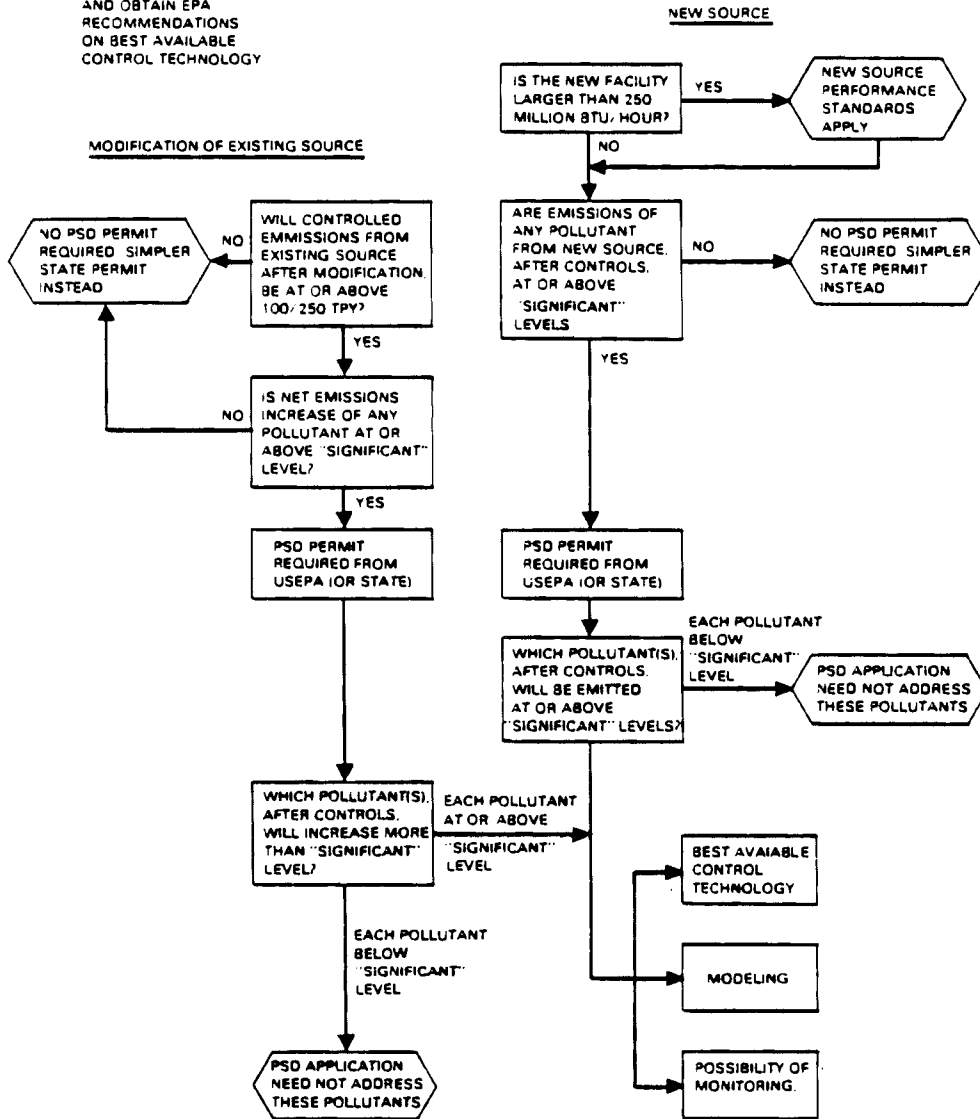 AND OBTAIN EPA
RECOMMENDATIONS
ON BEST AVAILABLE
CONTROL TECHNOLOGY
NEW SOURCE
IS THE NEW FACILITY
LARGER THAN 250
MILLION BTU/HOUR?
YES
NEW SOURCE
PERFORMANCE
STANDARDS
APPLY
NO
MODIFICATION OF EXISTING SOURCE
NO PSD PERMIT
REQUIRED SIMPLER
STATE PERMIT
INSTEAD
NO
WILL CONTROLLED
EMMISSIONS FROM
EXISTING SOURCE
AFTER MODIFICATION,
BE AT OR ABOVE
100/250 TPY?
YES
ARE EMISSIONS OF
ANY POLLUTANT
FROM NEW SOURCE,
AFTER CONTROLS,
AT OR ABOVE
"SIGNIFICANT"
LEVELS
NO
NO PSD PERMIT
REQUIRED SIMPLER
STATE PERMIT
INSTEAD
YES
NO
IS NET EMISSIONS
INCREASE OF ANY
POLLUTANT AT OR
ABOVE "SIGNIFICANT"
LEVEL?
YES
PSD PERMIT
REQUIRED FROM
USEPA (OR STATE)
PSD PERMIT
REQUIRED FROM
USEPA (OR STATE)
WHICH POLLUTANT(S),
AFTER CONTROLS,
WILL BE EMITTED
AT OR ABOVE
"SIGNIFICANT" LEVELS?
EACH POLLUTANT
BELOW
"SIGNIFICANT"
LEVEL
PSD APPLICATION
NEED NOT ADDRESS
THESE POLLUTANTS
WHICH POLLUTANT(S),
AFTER CONTROLS,
WILL INCREASE MORE
THAN "SIGNIFICANT"
LEVEL?
EACH POLLUTANT
AT OR ABOVE
"SIGNIFICANT"
LEVEL
BEST AVAIABLE
CONTROL
TECHNOLOGY
MODELING
POSSIBILITY OF
MONITORING.
EACH POLLUTANT
BELOW
"SIGNIFICANT"
LEVEL
PSD APPLICATION
NEED NOT ADDRESS
THESE POLLUTANTS